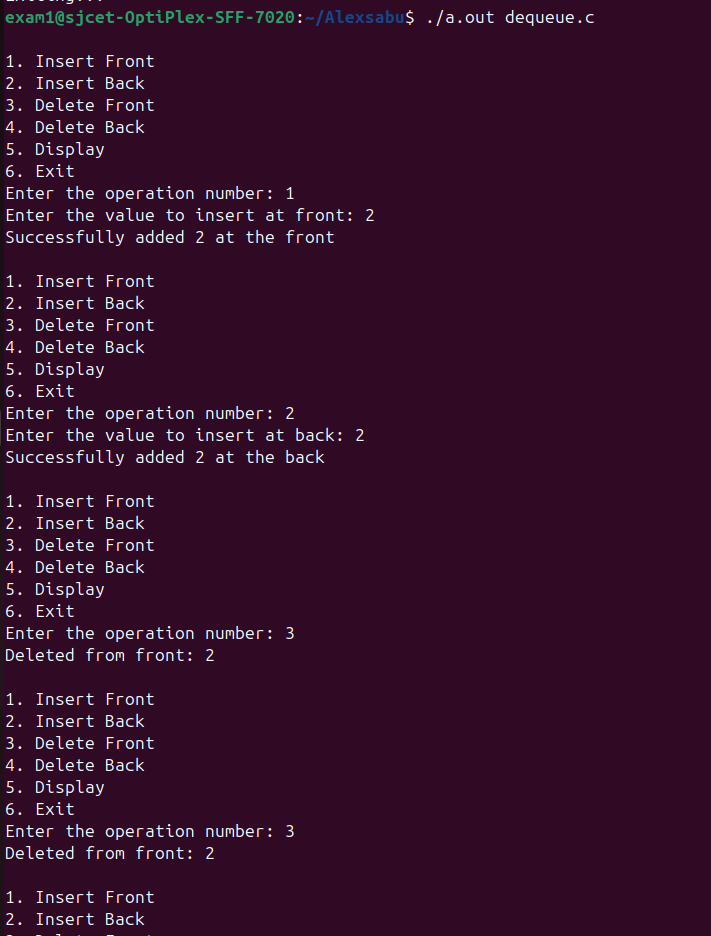 exam1@sjcet-OptiPlex-SFF-7020:~/Alexsabu$ ./a.out dequeue.c

1. Insert Front
2. Insert Back
3. Delete Front
4. Delete Back
5. Display
6. Exit
Enter the operation number: 1
Enter the value to insert at front: 2
Successfully added 2 at the front

1. Insert Front
2. Insert Back
3. Delete Front
4. Delete Back
5. Display
6. Exit
Enter the operation number: 2
Enter the value to insert at back: 2
Successfully added 2 at the back

1. Insert Front
2. Insert Back
3. Delete Front
4. Delete Back
5. Display
6. Exit
Enter the operation number: 3
Deleted from front: 2

1. Insert Front
2. Insert Back
3. Delete Front
4. Delete Back
5. Display
6. Exit
Enter the operation number: 3
Deleted from front: 2

1. Insert Front
2. Insert Back